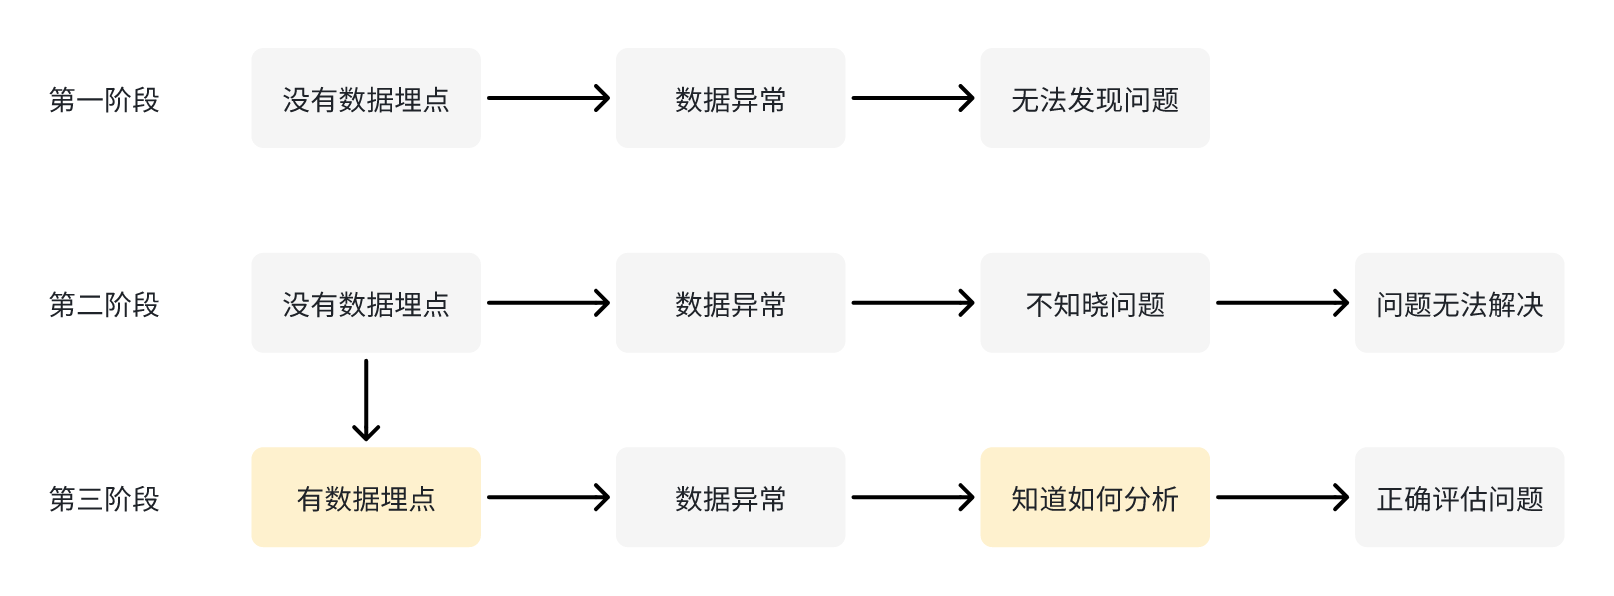 第一阶段
没有数据埋点
数据异常
无法发现问题
第二阶段
没有数据埋点
数据异常
不知晓问题
问题无法解决
第三阶段
有数据埋点
数据异常
知道如何分析
正确评估问题